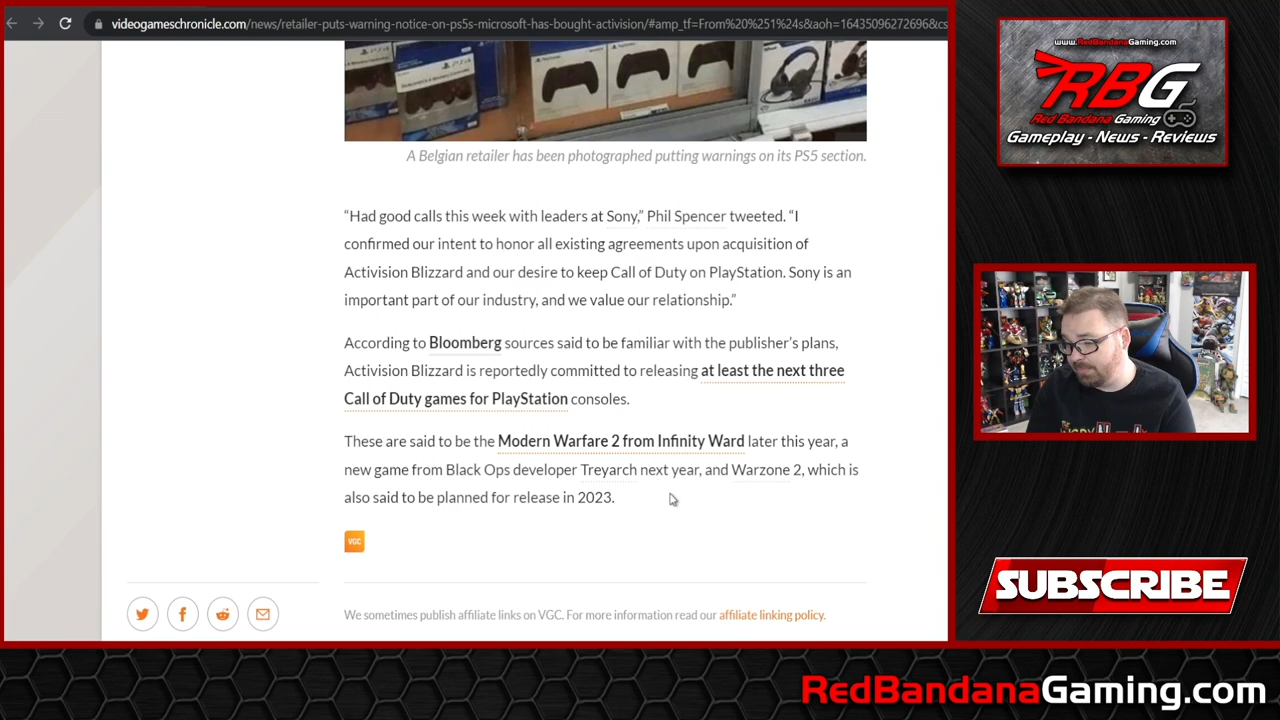 videogameschronicle.com/news/retailer-puts-warning-notice-on-ps5s-microsoft-has-bought-activision/#amp_tf=From%20%251%24s&aoh=16435096272696&cs
A Belgian retailer has been photographed putting warnings on its PS5 section.
“Had good calls this week with leaders at Sony,” Phil Spencer tweeted. “I
confirmed our intent to honor all existing agreements upon acquisition of
Activision Blizzard and our desire to keep Call of Duty on PlayStation. Sony is an
important part of our industry, and we value our relationship.”
According to Bloomberg sources said to be familiar with the publisher’s plans,
Activision Blizzard is reportedly committed to releasing at least the next three
Call of Duty games for PlayStation consoles.
These are said to be the Modern Warfare 2 from Infinity Ward later this year, a
new game from Black Ops developer Treyarch next year, and Warzone 2, which is
also said to be planned for release in 2023.
VGC
We sometimes publish affiliate links on VGC. For more information read our affiliate linking policy.
www.RedBandanaGaming.com
RBG
Red Bandana Gaming
Gameplay - News - Reviews
SUBSCRIBE
RedBandanaGaming.com